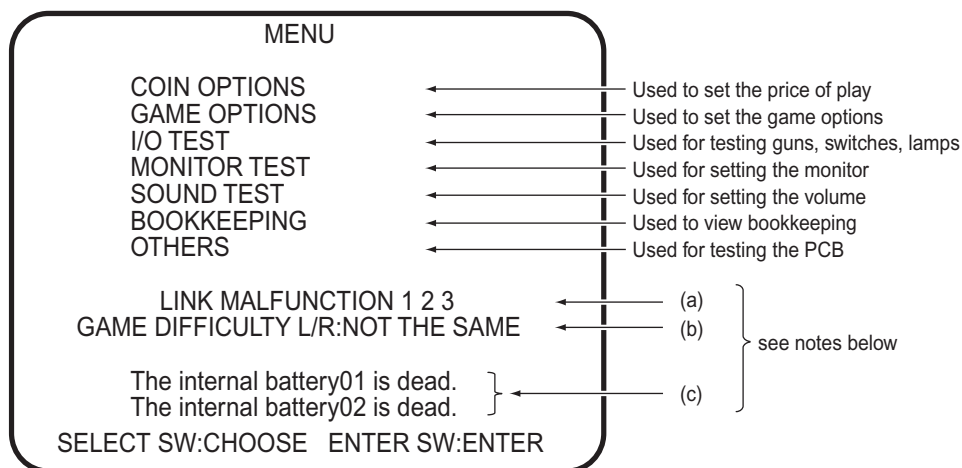 MENU
COIN OPTIONS Used to set the price of play
GAME OPTIONS Used to set the game options
I/O TEST Used for testing guns, switches, lamps
MONITOR TEST Used for setting the monitor
SOUND TEST Used for setting the volume
BOOKKEEPING Used to view bookkeeping
OTHERS Used for testing the PCB
LINK MALFUNCTION 1 2 3 (a)
GAME DIFFICULTY L/R:NOT THE SAME (b)
see notes below
The internal battery01 is dead.
The internal battery02 is dead.
(c)
SELECT SW:CHOOSE ENTER SW:ENTER